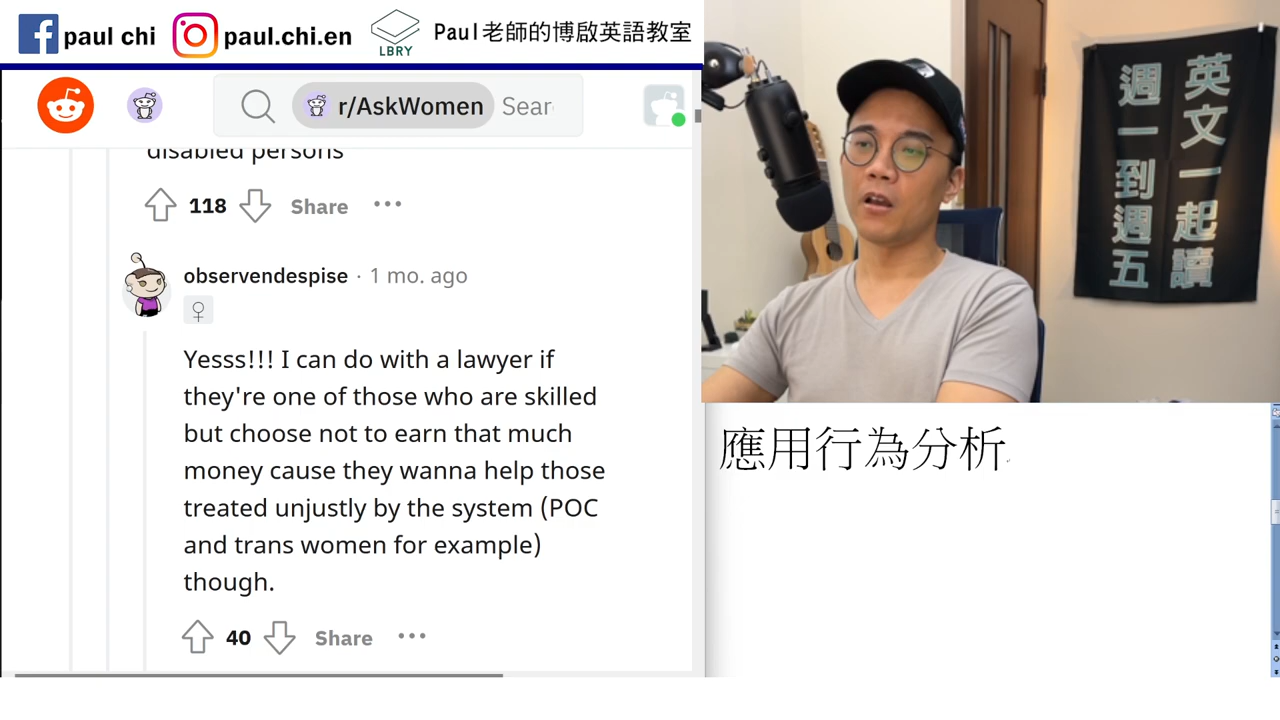 paul chi
paul.chi.en
LBRY
Paul老師的博啟英語教室
r/AskWomen
Sear
disabled persons
118
Share
observendespise · 1 mo. ago
Yesss!!! I can do with a lawyer if
they're one of those who are skilled
but choose not to earn that much
money cause they wanna help those
treated unjustly by the system (POC
and trans women for example)
though.
40
Share
英文一起讀
週一到週五
應用行為分析